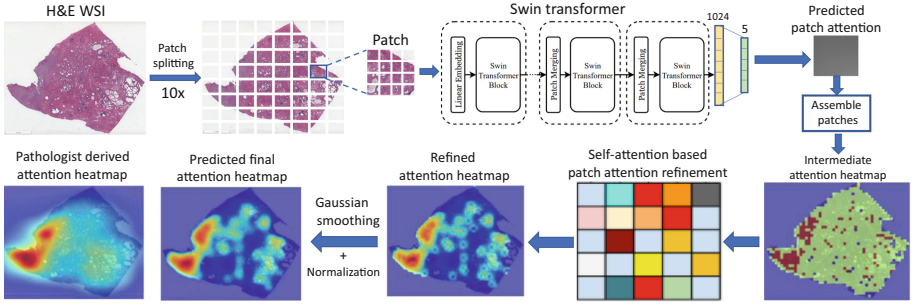 H&E WSI
Patch
splitting
10x
Patch
Swin transformer
Linear Embedding
Swin
Transformer
Block
Patch Merging
Swin
Transformer
Block
Patch Merging
Swin
Transformer
Block
1024
5
Predicted
patch attention
Assemble
patches
Intermediate
attention heatmap
Self-attention based
patch attention refinement
Refined
attention heatmap
Gaussian
smoothing
+
Normalization
Predicted final
attention heatmap
Pathologist derived
attention heatmap